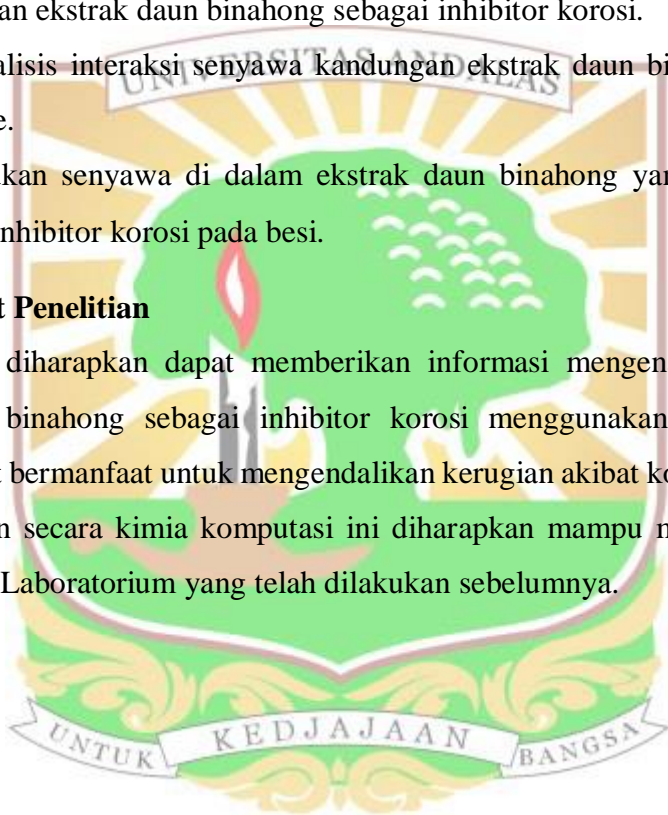 an ekstrak daun binahong sebagai inhibitor korosi.
alisis interaksi senyawa kandungan ekstrak daun bi
e.
kan senyawa di dalam ekstrak daun binahong yan
nhibitor korosi pada besi.
t Penelitian
diharapkan dapat memberikan informasi mengen
binahong sebagai inhibitor korosi menggunakan
t bermanfaat untuk mengendalikan kerugian akibat ko
n secara kimia komputasi ini diharapkan mampu m
Laboratorium yang telah dilakukan sebelumnya.
UNIVERSITAS ANDALAS
UNTUK KEDJAJAAN BANGSA